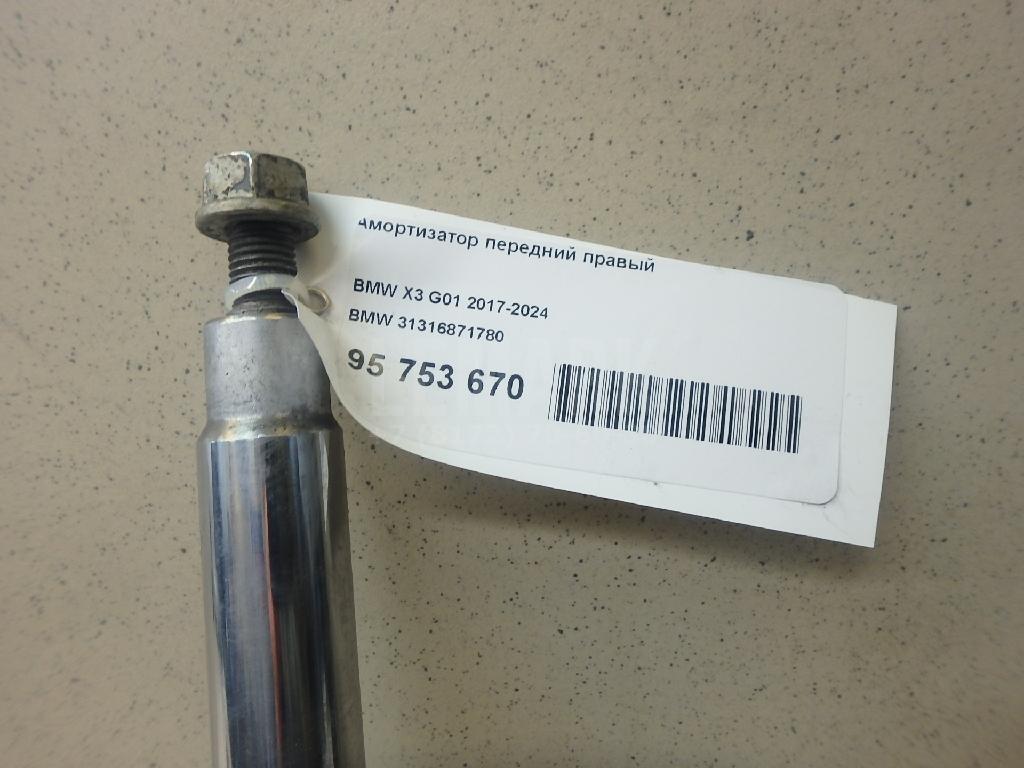 Амортизатор передний правый
BMW X3 G01 2017-2024
BMW 31316871780
95 753 670